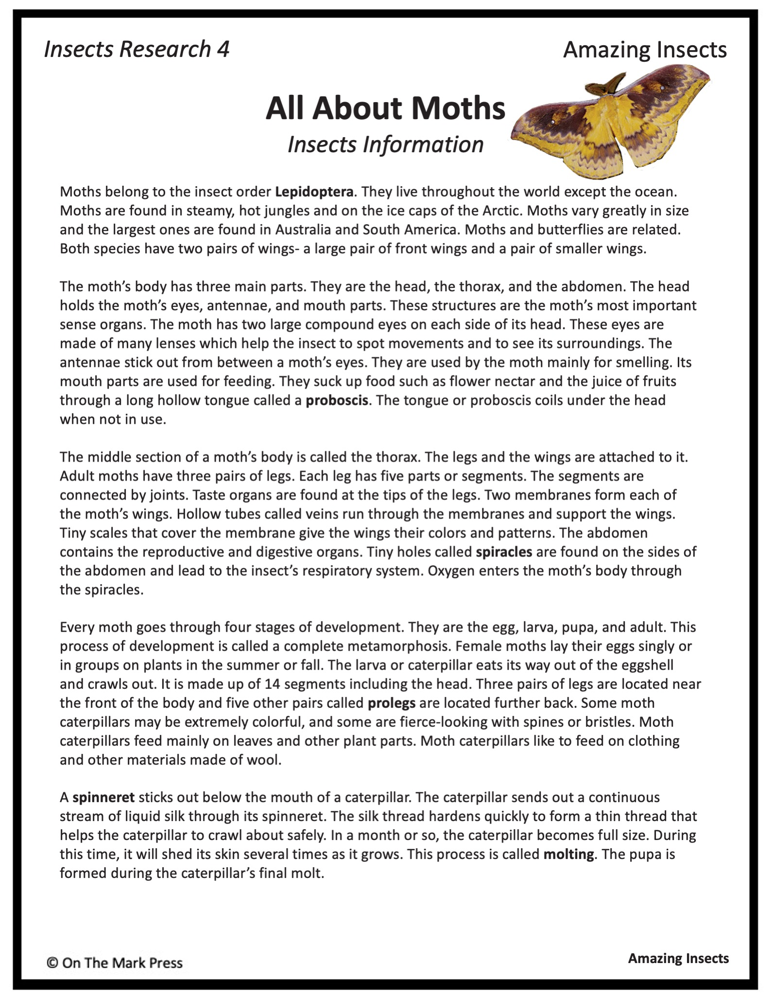 Insects Research 4
Amazing Insects
All About Moths
Insects Information
Moths belong to the insect order Lepidoptera. They live throughout the world except the ocean.
Moths are found in steamy, hot jungles and on the ice caps of the Arctic. Moths vary greatly in size
and the largest ones are found in Australia and South America. Moths and butterflies are related.
Both species have two pairs of wings- a large pair of front wings and a pair of smaller wings.
The moth’s body has three main parts. They are the head, the thorax, and the abdomen. The head
holds the moth’s eyes, antennae, and mouth parts. These structures are the moth’s most important
sense organs. The moth has two large compound eyes on each side of its head. These eyes are
made of many lenses which help the insect to spot movements and to see its surroundings. The
antennae stick out from between a moth’s eyes. They are used by the moth mainly for smelling. Its
mouth parts are used for feeding. They suck up food such as flower nectar and the juice of fruits
through a long hollow tongue called a proboscis. The tongue or proboscis coils under the head
when not in use.
The middle section of a moth’s body is called the thorax. The legs and the wings are attached to it.
Adult moths have three pairs of legs. Each leg has five parts or segments. The segments are
connected by joints. Taste organs are found at the tips of the legs. Two membranes form each of
the moth’s wings. Hollow tubes called veins run through the membranes and support the wings.
Tiny scales that cover the membrane give the wings their colors and patterns. The abdomen
contains the reproductive and digestive organs. Tiny holes called spiracles are found on the sides of
the abdomen and lead to the insect’s respiratory system. Oxygen enters the moth’s body through
the spiracles.
Every moth goes through four stages of development. They are the egg, larva, pupa, and adult. This
process of development is called a complete metamorphosis. Female moths lay their eggs singly or
in groups on plants in the summer or fall. The larva or caterpillar eats its way out of the eggshell
and crawls out. It is made up of 14 segments including the head. Three pairs of legs are located near
the front of the body and five other pairs called prolegs are located further back. Some moth
caterpillars may be extremely colorful, and some are fierce-looking with spines or bristles. Moth
caterpillars feed mainly on leaves and other plant parts. Moth caterpillars like to feed on clothing
and other materials made of wool.
A spinneret sticks out below the mouth of a caterpillar. The caterpillar sends out a continuous
stream of liquid silk through its spinneret. The silk thread hardens quickly to form a thin thread that
helps the caterpillar to crawl about safely. In a month or so, the caterpillar becomes full size. During
this time, it will shed its skin several times as it grows. This process is called molting. The pupa is
formed during the caterpillar’s final molt.
© On The Mark Press
Amazing Insects